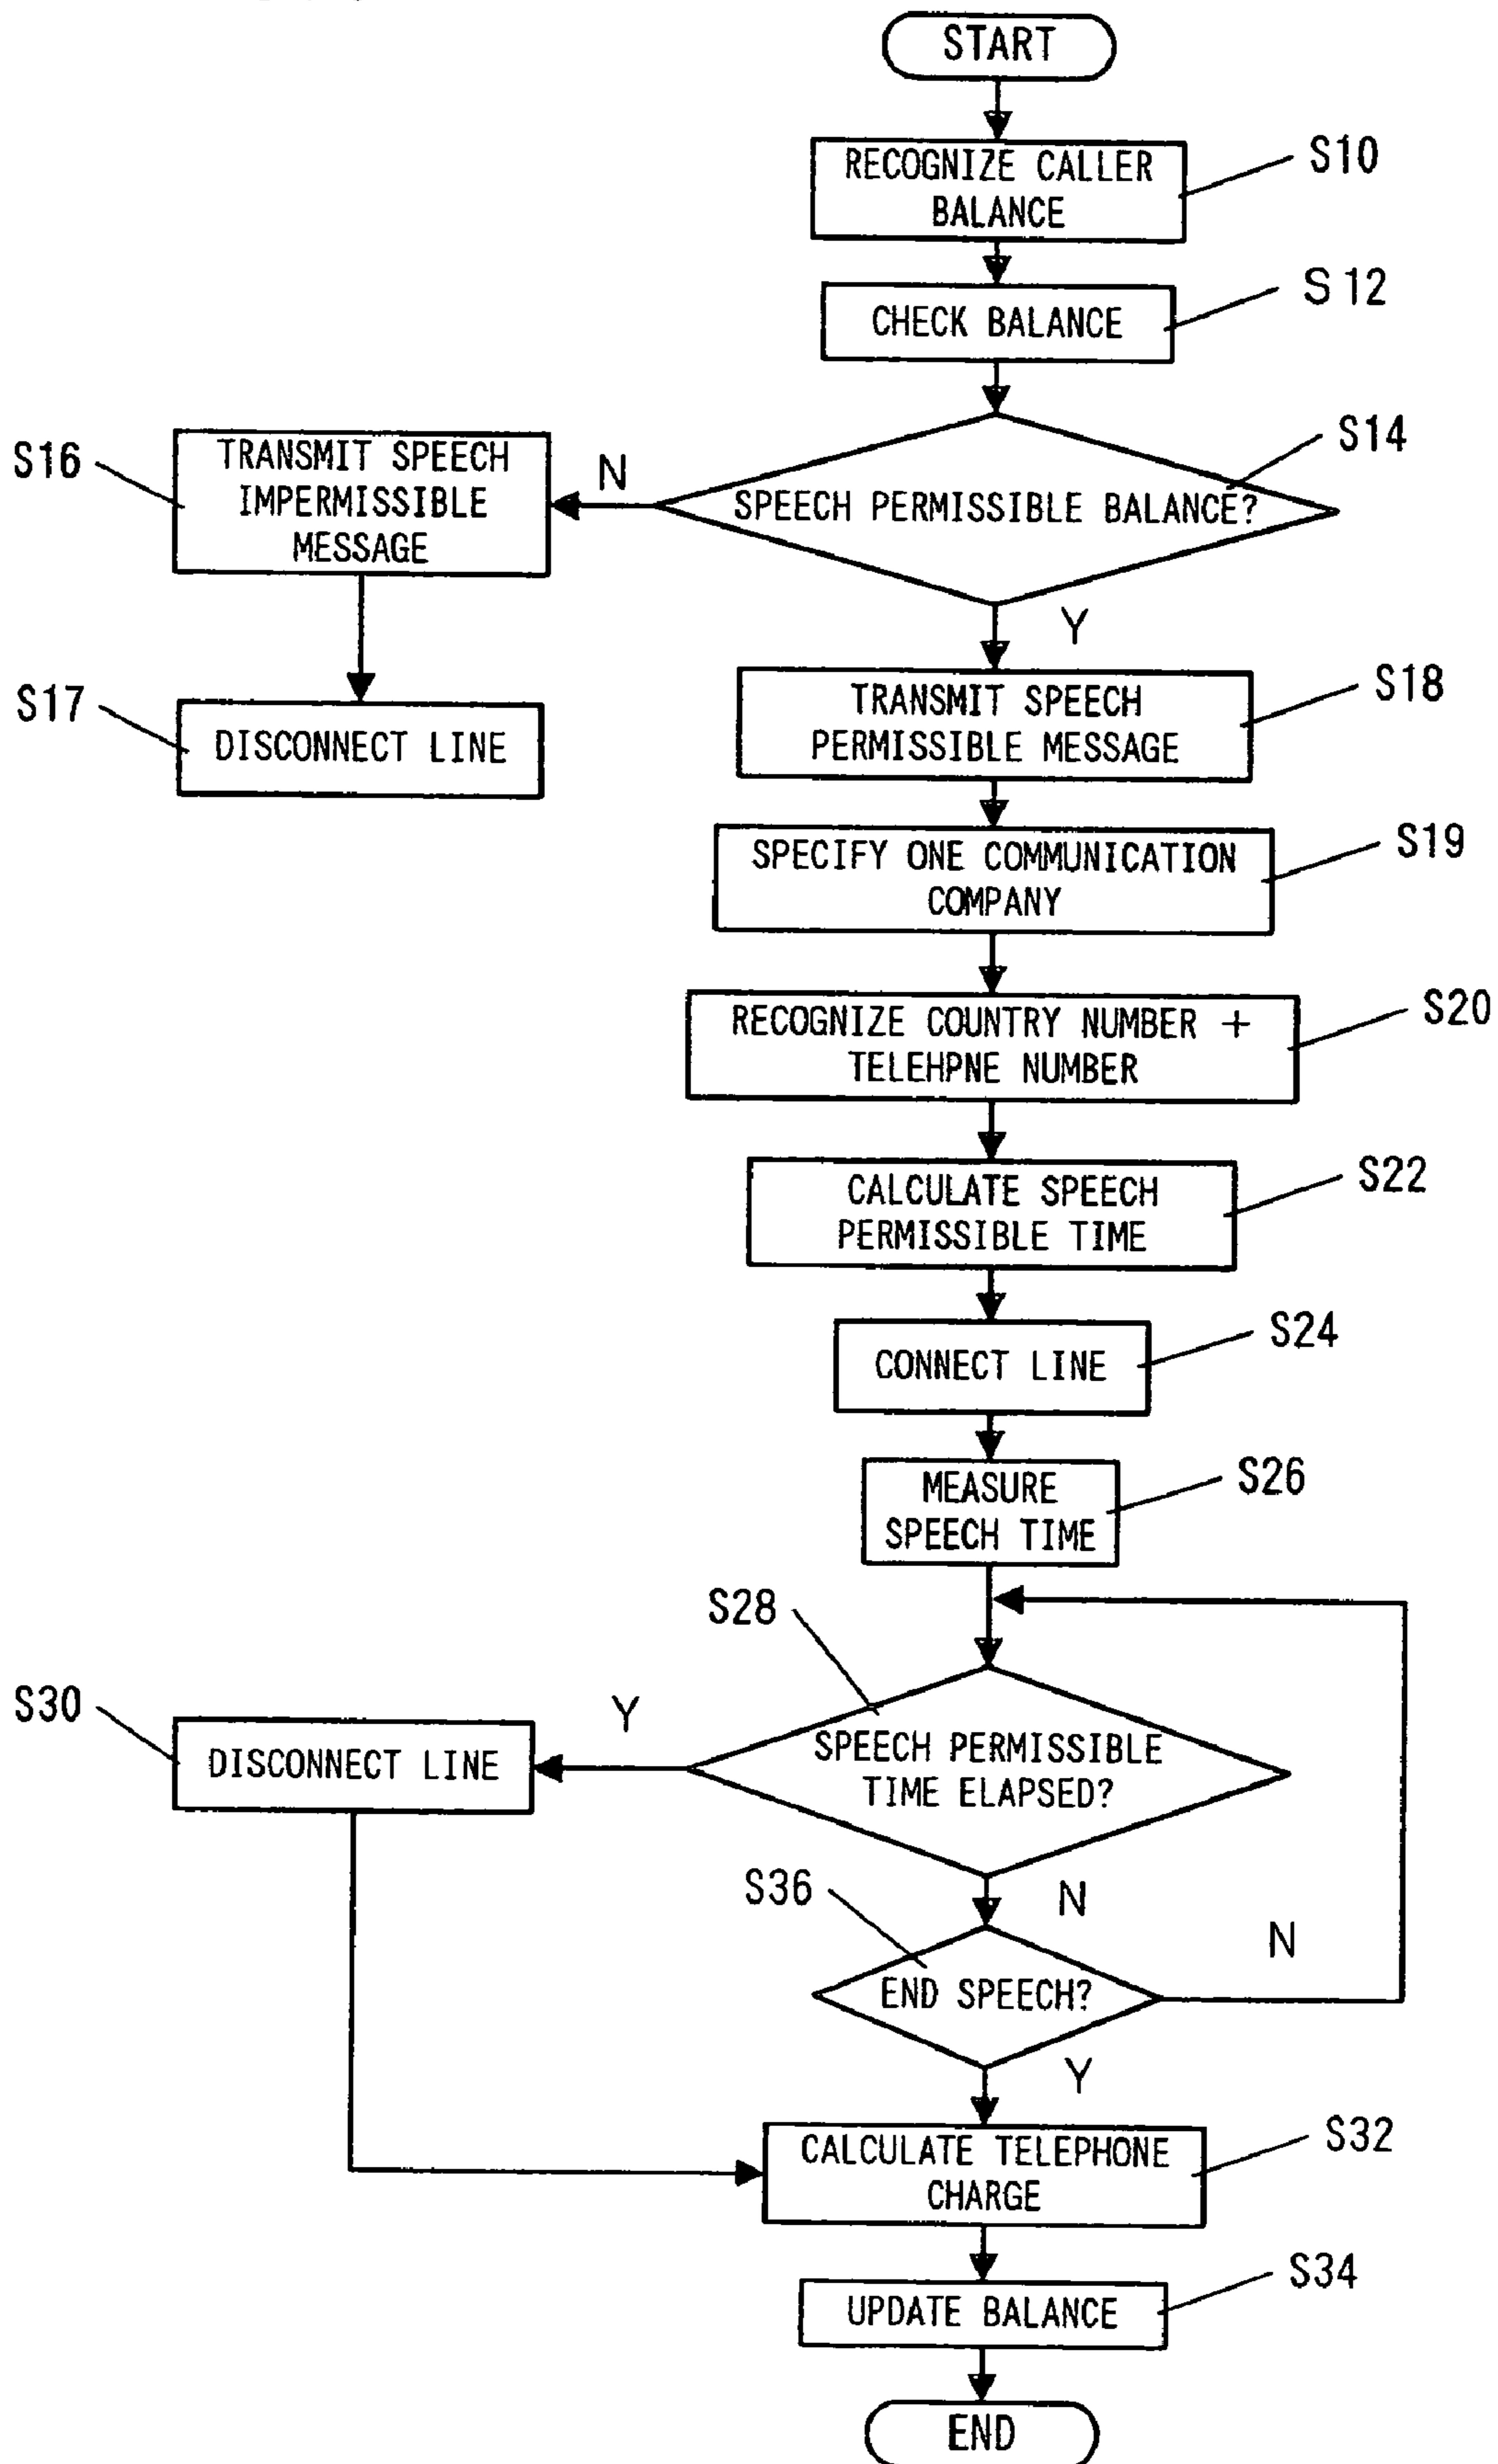 START
RECOGNIZE CALLER
BALANCE
S10
CHECK BALANCE
S12
SPEECH PERMISSIBLE BALANCE?
S14
N
S16
TRANSMIT SPEECH
IMPERMISSIBLE
MESSAGE
S17
DISCONNECT LINE
Y
TRANSMIT SPEECH
PERMISSIBLE MESSAGE
S18
SPECIFY ONE COMMUNICATION
COMPANY
S19
RECOGNIZE COUNTRY NUMBER +
TELEHPNE NUMBER
S20
CALCULATE SPEECH
PERMISSIBLE TIME
S22
CONNECT LINE
S24
MEASURE
SPEECH TIME
S26
S28
SPEECH PERMISSIBLE
TIME ELAPSED?
Y
S30
DISCONNECT LINE
N
S36
END SPEECH?
N
Y
CALCULATE TELEPHONE
CHARGE
S32
UPDATE BALANCE
S34
END